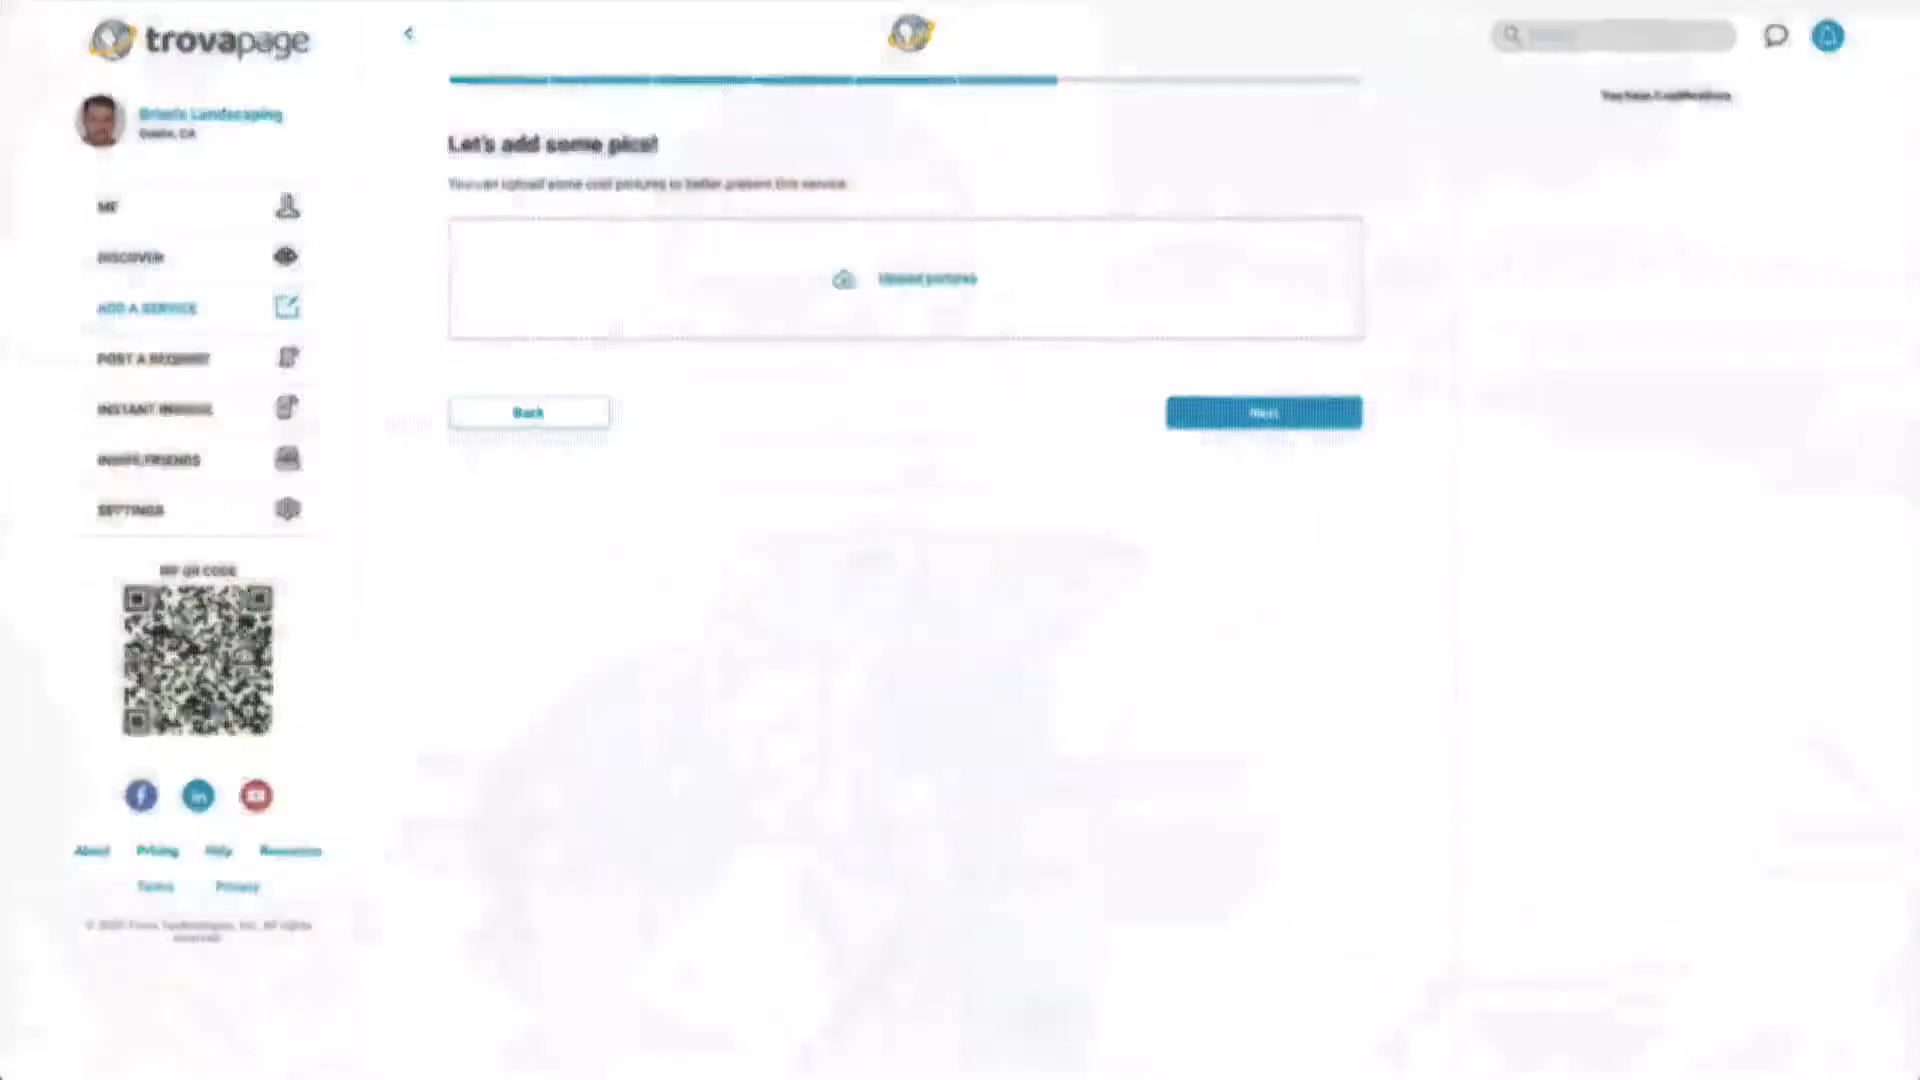 trovapage
Landscaping
ME
DISCOVER
ADD A SERVICE
POST A REQUEST
INSTANT INVOICE
INVITE FRIENDS
SETTINGS
MY QR CODE
About Pricing Help Resources
Terms Privacy
Let's add some pics!
You can upload some cool pictures to better present this service.
Upload pictures
Back
Next